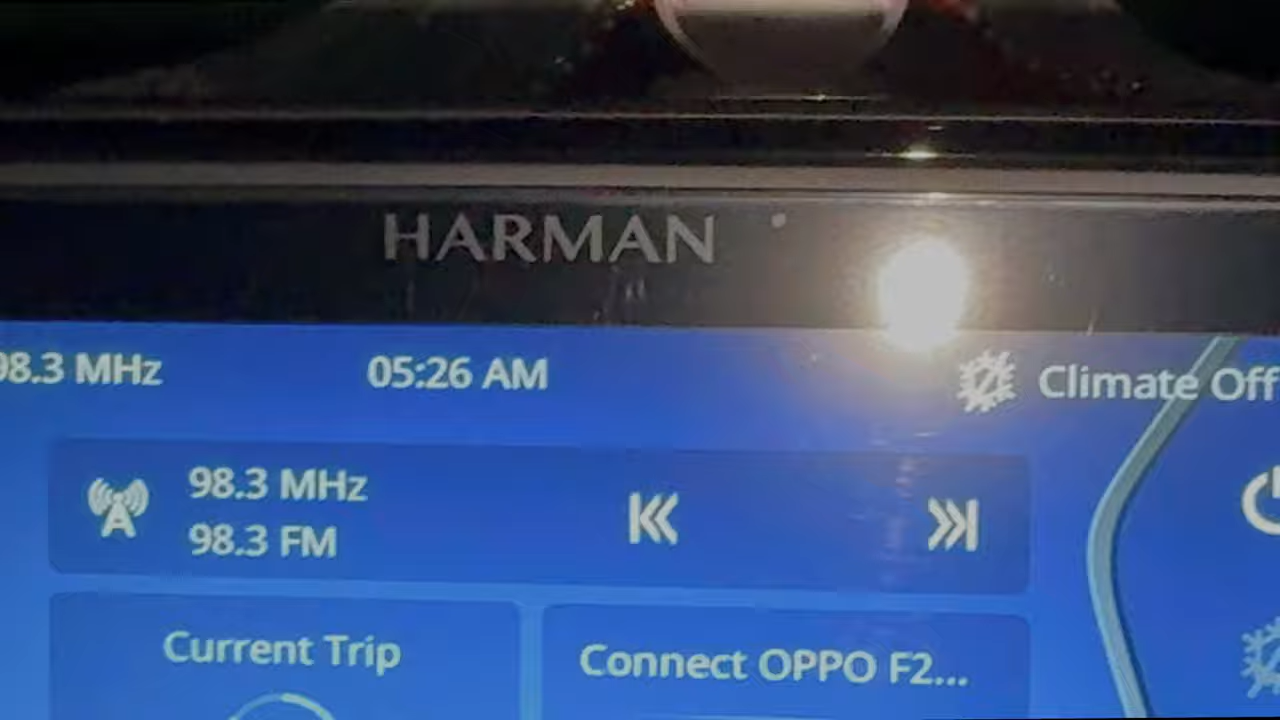 HARMAN
98.3 MHz
05:26 AM
Climate Off
98.3 MHz
98.3 FM
Current Trip
Connect OPPO F2...